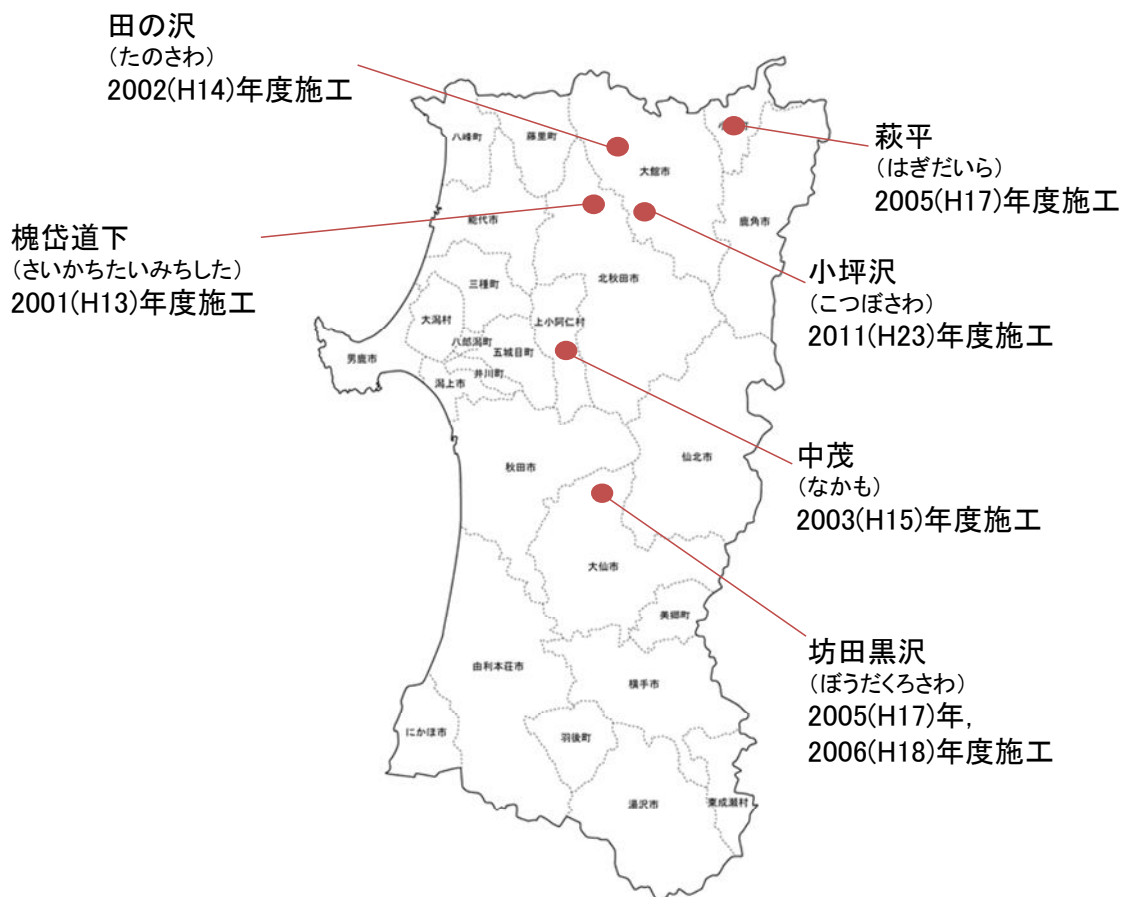 田の沢
（たのさわ）
2002(H14)年度施工
萩平
（はぎだいら）
2005(H17)年度施工
槐岱道下
（さいかちたいみちした）
2001(H13)年度施工
小坪沢
（こつぼさわ）
2011(H23)年度施工
中茂
（なかも）
2003(H15)年度施工
坊田黒沢
（ぼうだくろさわ）
2005(H17)年,
2006(H18)年度施工
八峰町
藤里町
大館市
鹿角市
能代市
北秋田市
三種町
大潟村
上小阿仁村
八郎潟町
五城目町
男鹿市
井川町
潟上市
秋田市
仙北市
大仙市
美郷町
由利本荘市
横手市
にかほ市
羽後町
湯沢市
東成瀬村